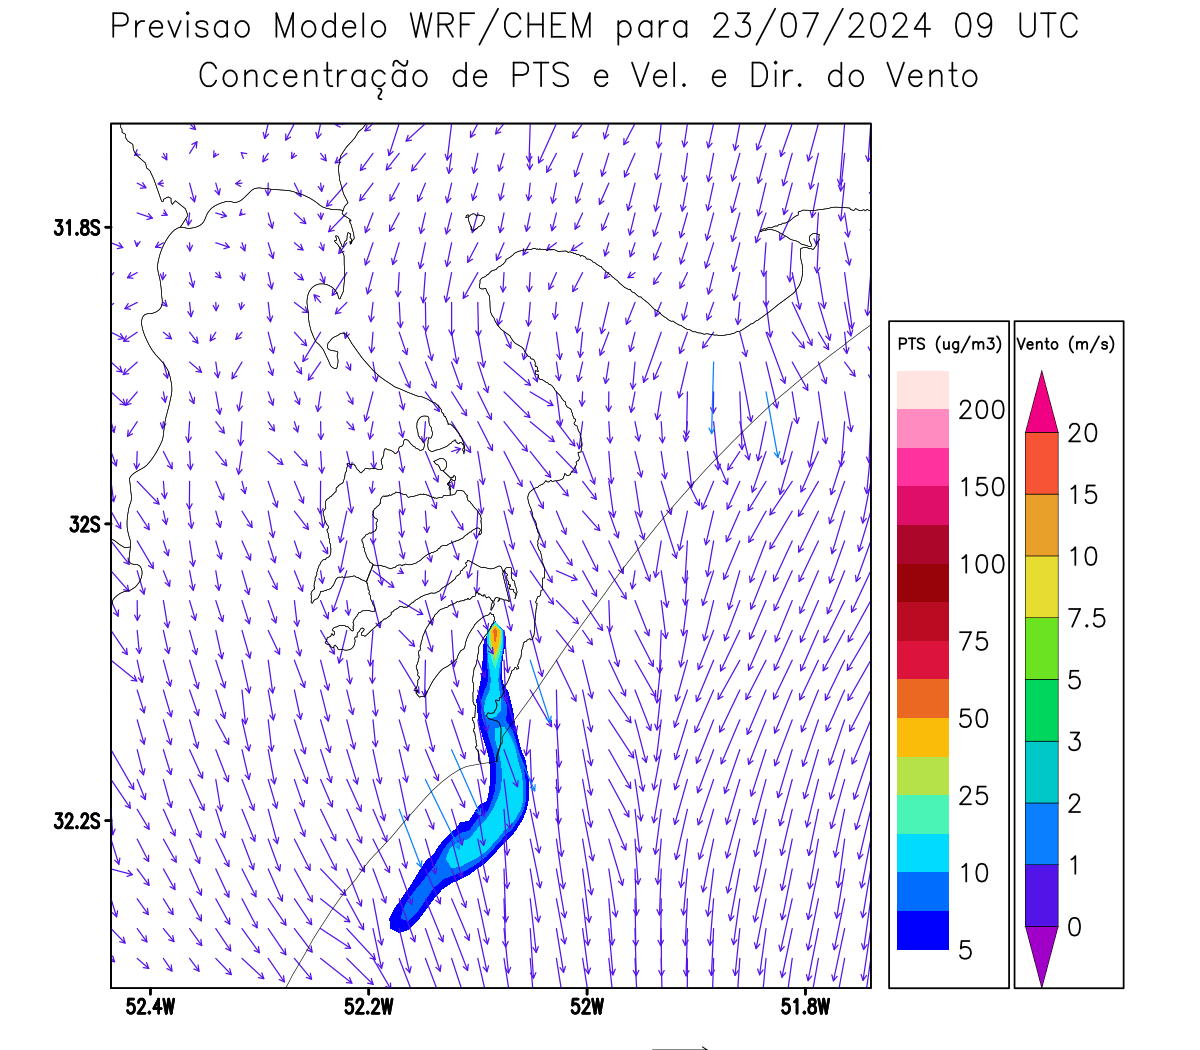 Previsao Modelo WRF/CHEM para 23/07/2024 09 UTC
Concentração de PTS e Vel. e Dir. do Vento
31.8S
32S
32.2S
52.4W 52.2W 52W 51.8W
PTS (ug/m3)
200
150
100
75
50
25
10
5
Vento (m/s)
20
15
10
7.5
5
3
2
1
0